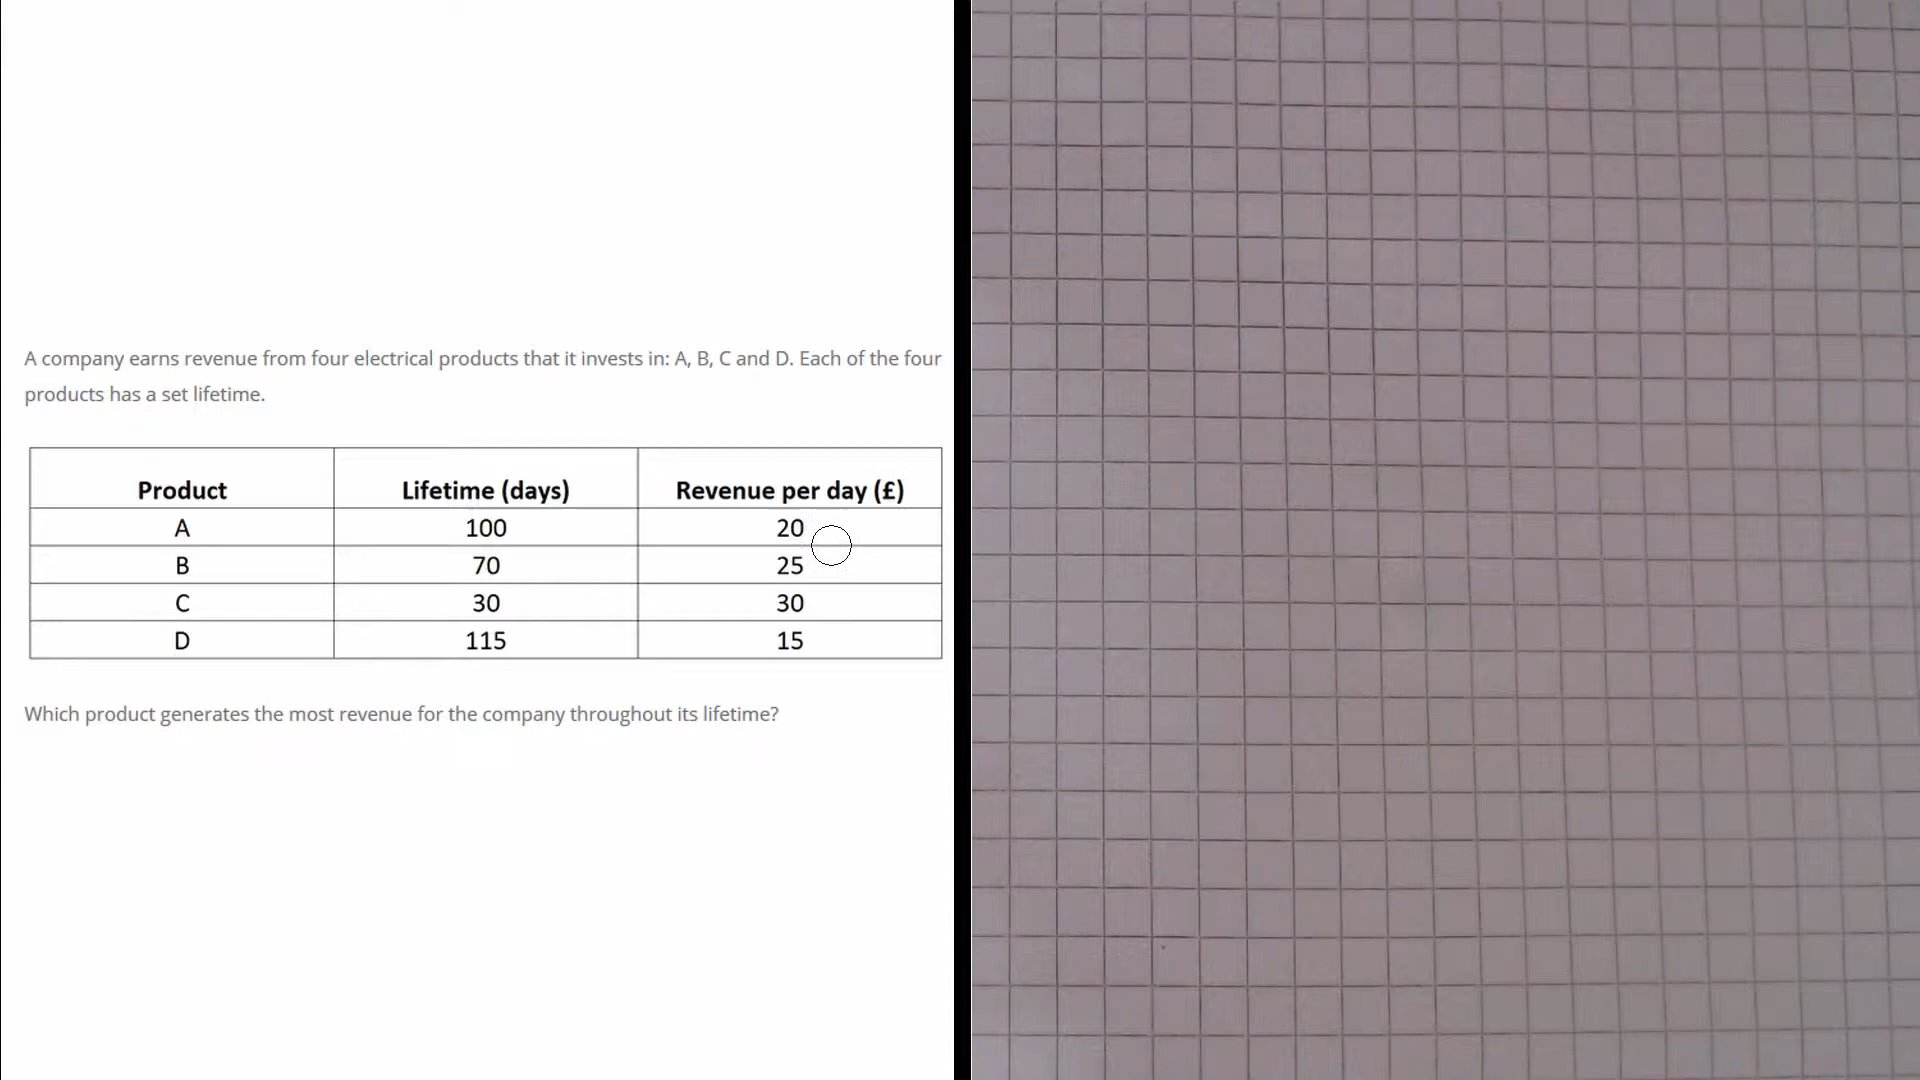 A company earns revenue from four electrical products that it invests in: A, B, C and D. Each of the four
products has a set lifetime.
Product Lifetime (days) Revenue per day (£)
A 100 20
B 70 25
C 30 30
D 115 15
Which product generates the most revenue for the company throughout its lifetime?